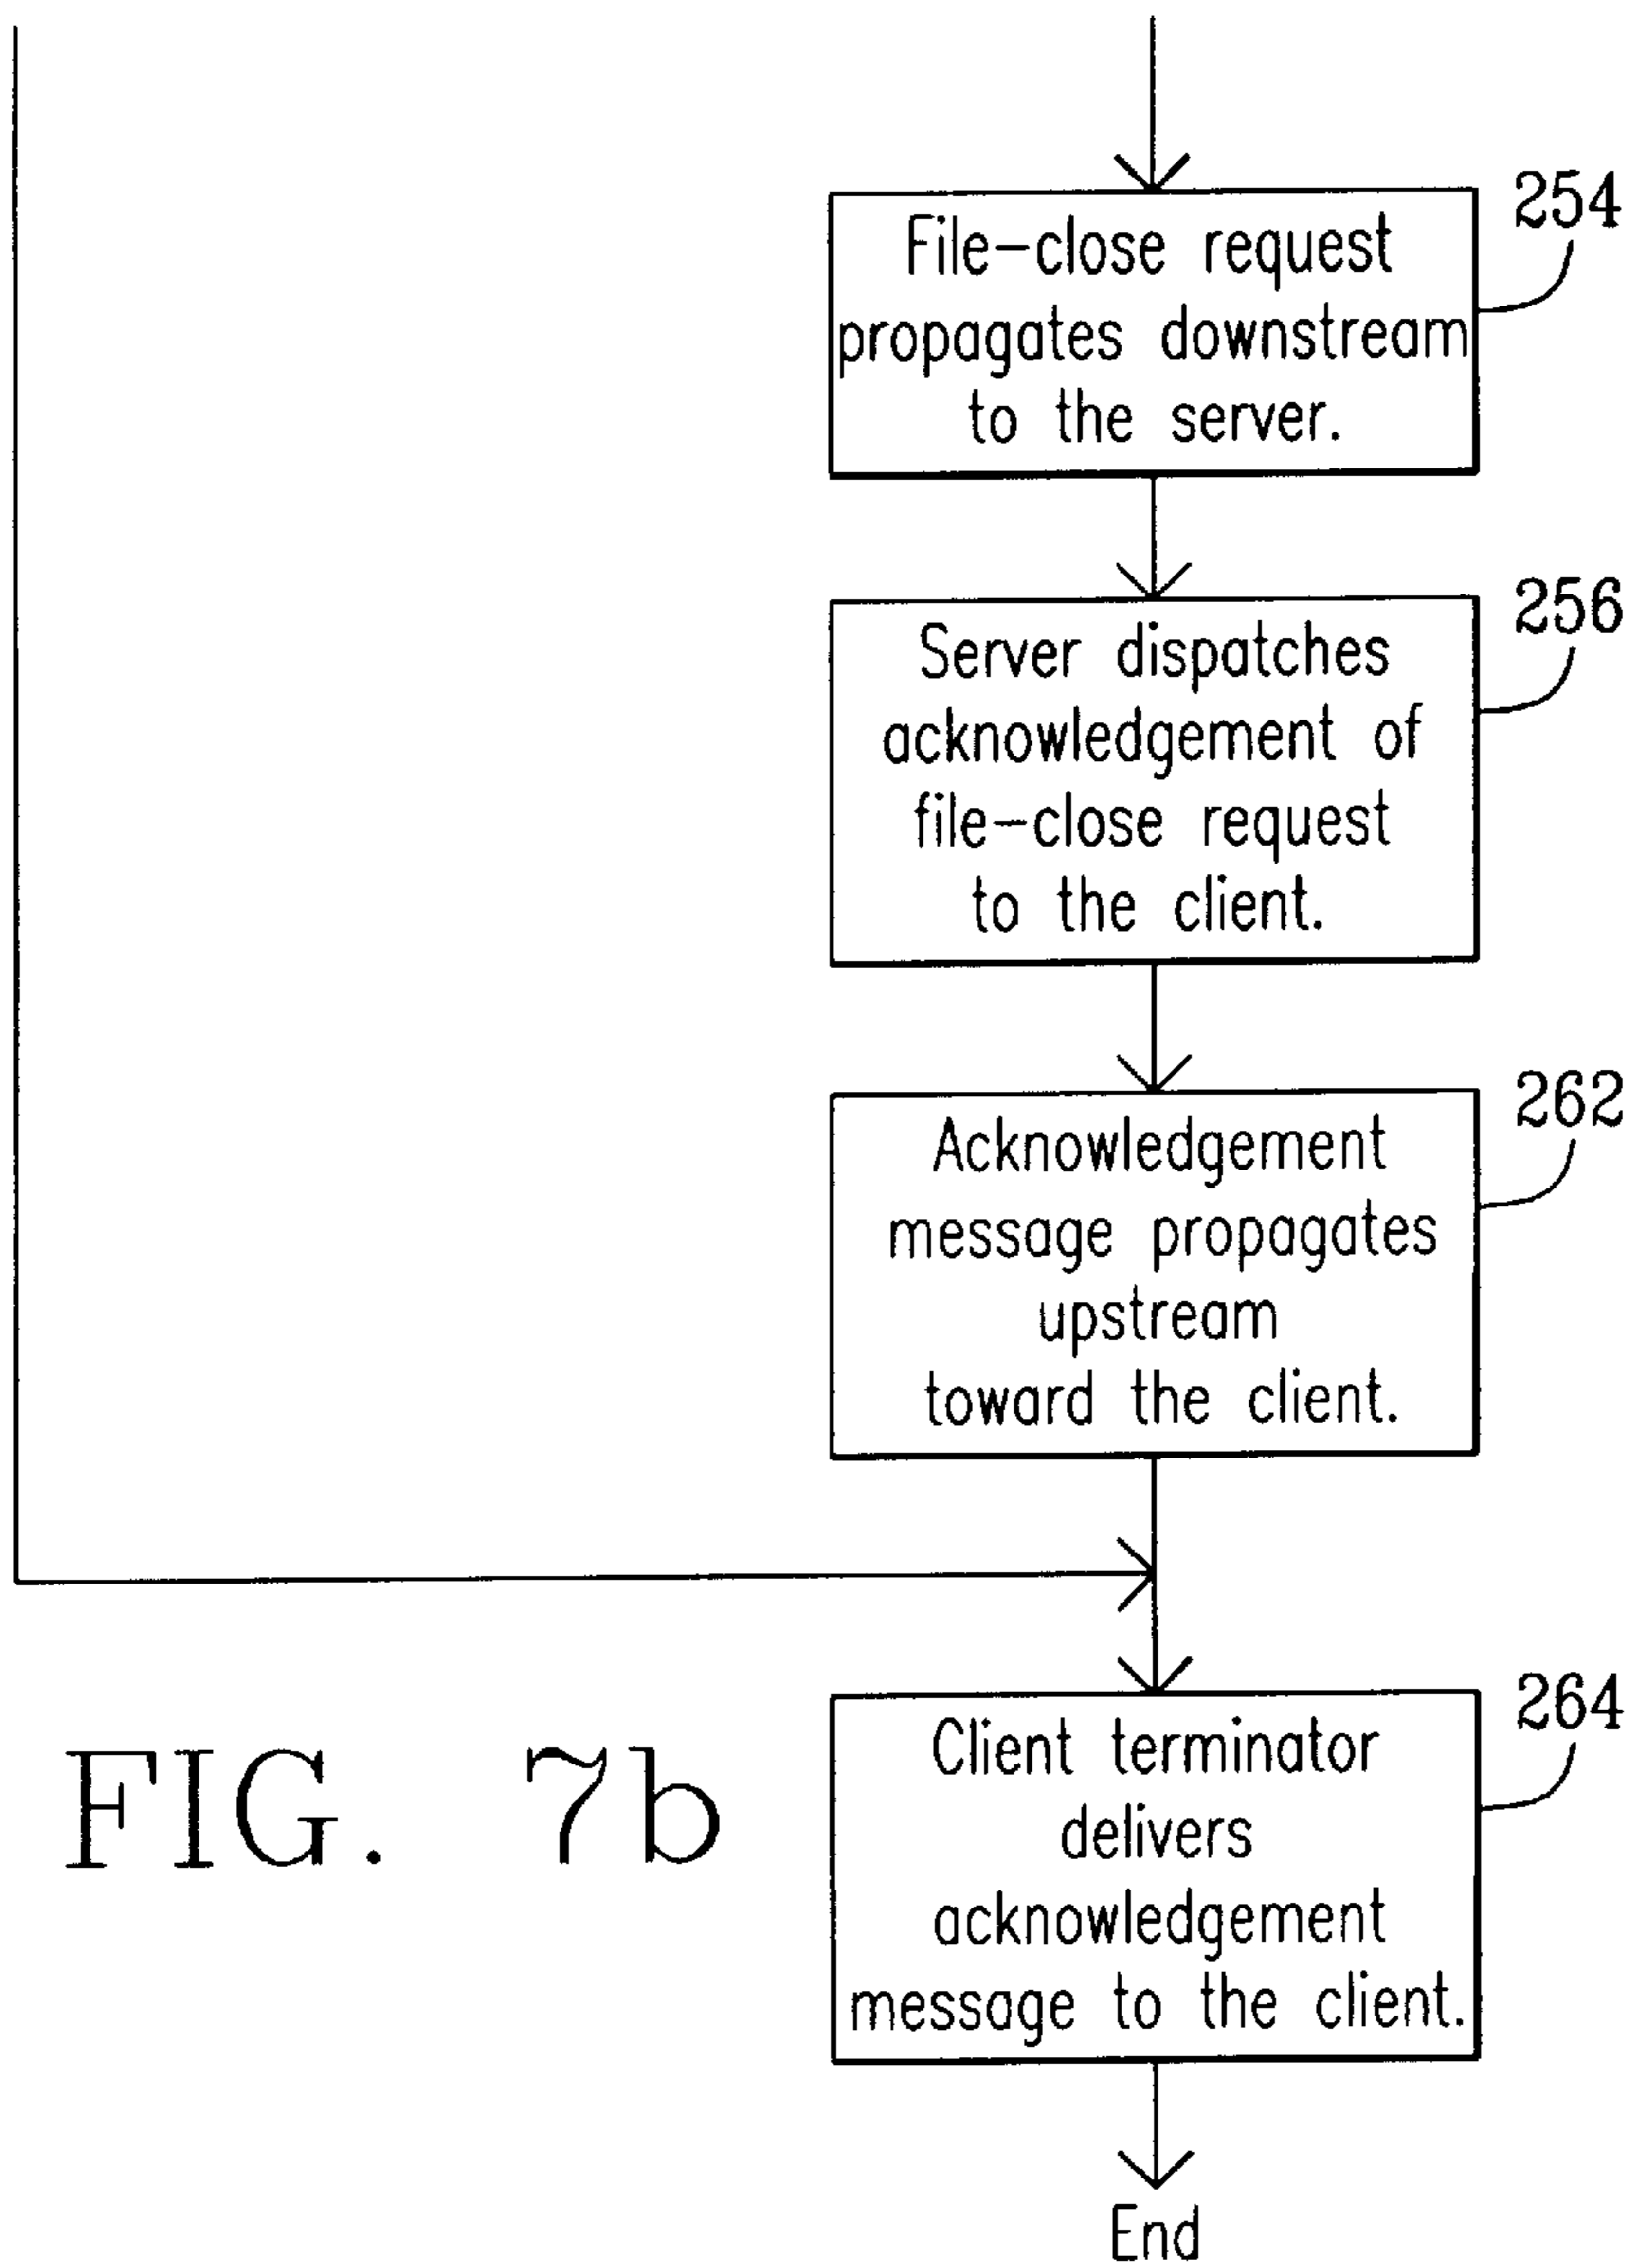 254
File-close request
propagates downstream
to the server.
256
Server dispatches
acknowledgement of
file-close request
to the client.
262
Acknowledgement
message propagates
upstream
toward the client.
264
Client terminator
delivers
acknowledgement
message to the client.
FIG. 7b
End